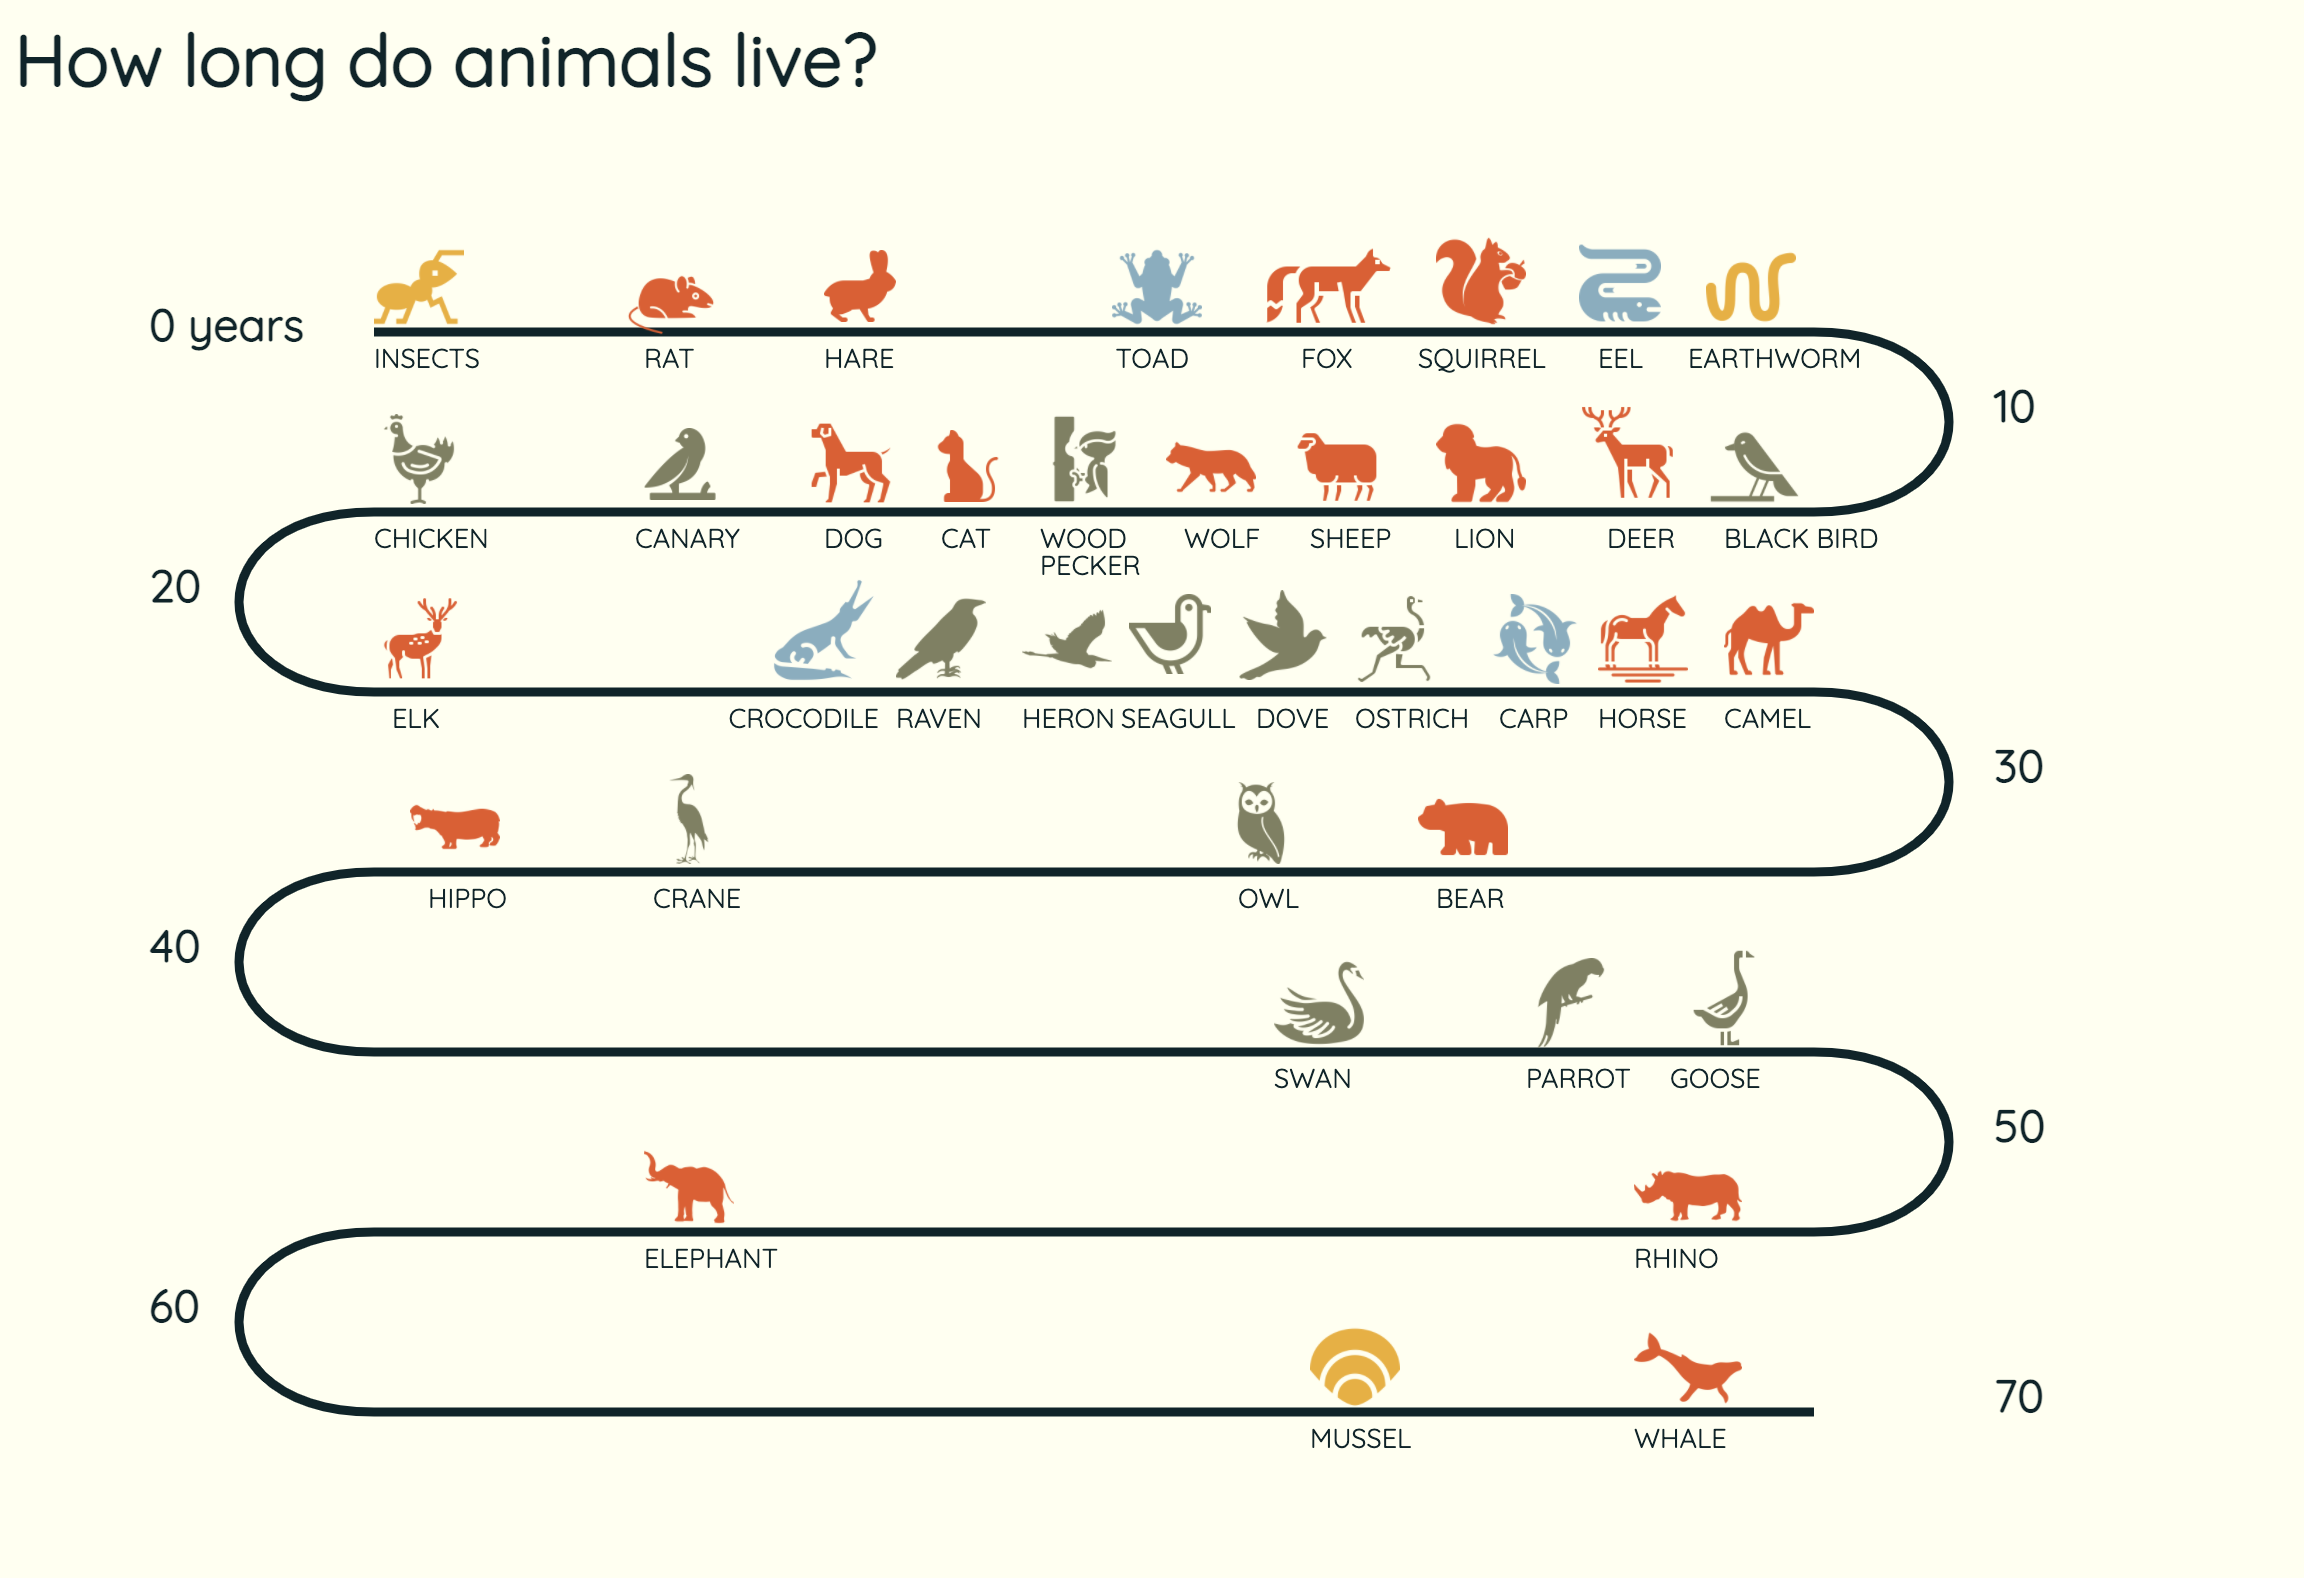 How long do animals live?
0 years
INSECTS
RAT
HARE
TOAD
FOX
SQUIRREL
EEL
EARTHWORM
10
CHICKEN
CANARY
DOG
CAT
WOOD
PECKER
WOLF
SHEEP
LION
DEER
BLACK BIRD
20
ELK
CROCODILE
RAVEN
HERON
SEAGULL
DOVE
OSTRICH
CARP
HORSE
CAMEL
30
HIPPO
CRANE
OWL
BEAR
40
SWAN
PARROT
GOOSE
50
ELEPHANT
RHINO
60
MUSSEL
WHALE
70